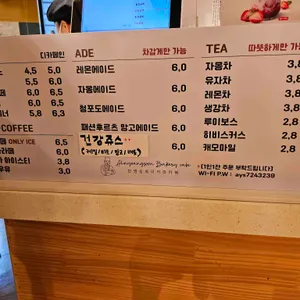 디카페인
4,5 5,0
5,5 6,0
5,5 6,5
5,8 6,3
COFFEE
ONLY ICE 6,5
6,0
3,8
3,0
ADE 차갑게만 가능
레몬에이드 6,0
자몽에이드 6,0
청포도에이드 6,0
패션후르츠 망고에이드 6,0
건강쥬스
6,0
TEA 따뜻하게만 가능
자몽차 3,8
유자차 3,8
레몬차 3,8
생강차 3,8
루이보스 2,8
히비스커스 2,8
캐모마일 2,8
1인1잔 주문 부탁드립니다
Wi-Fi P.W : ays7243239